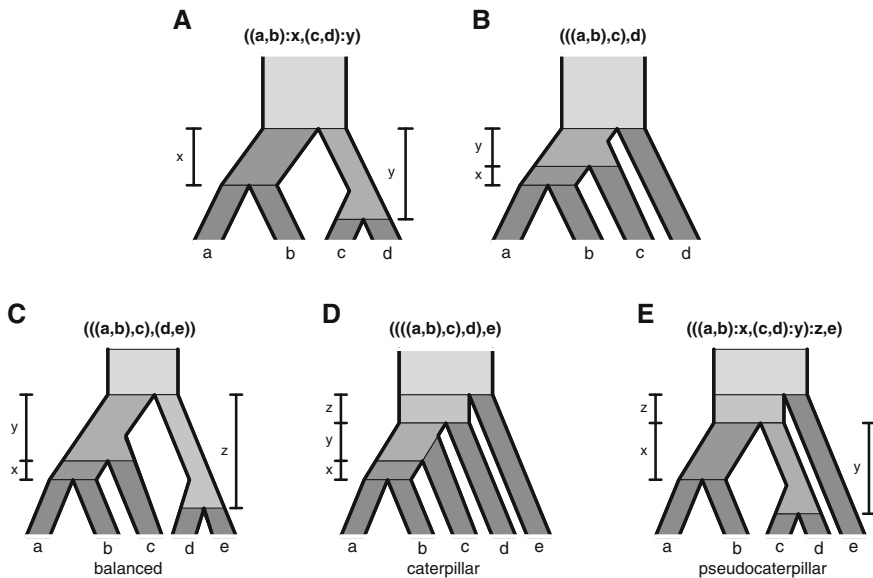 A
((a,b):x,(c,d):y)
x
y
a b c d
B
(((a,b),c),d)
y
x
a b c d
C
(((a,b),c),(d,e))
y
x
z
a b c d e
balanced
D
((((a,b),c),d),e)
z
y
x
a b c d e
caterpillar
E
(((a,b):x,(c,d):y):z,e)
z
x
y
a b c d e
pseudocaterpillar